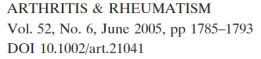 ARTHRITIS & RHEUMATISM
Vol. 52, No. 6, June 2005, pp 1785–1793
DOI 10.1002/art.21041